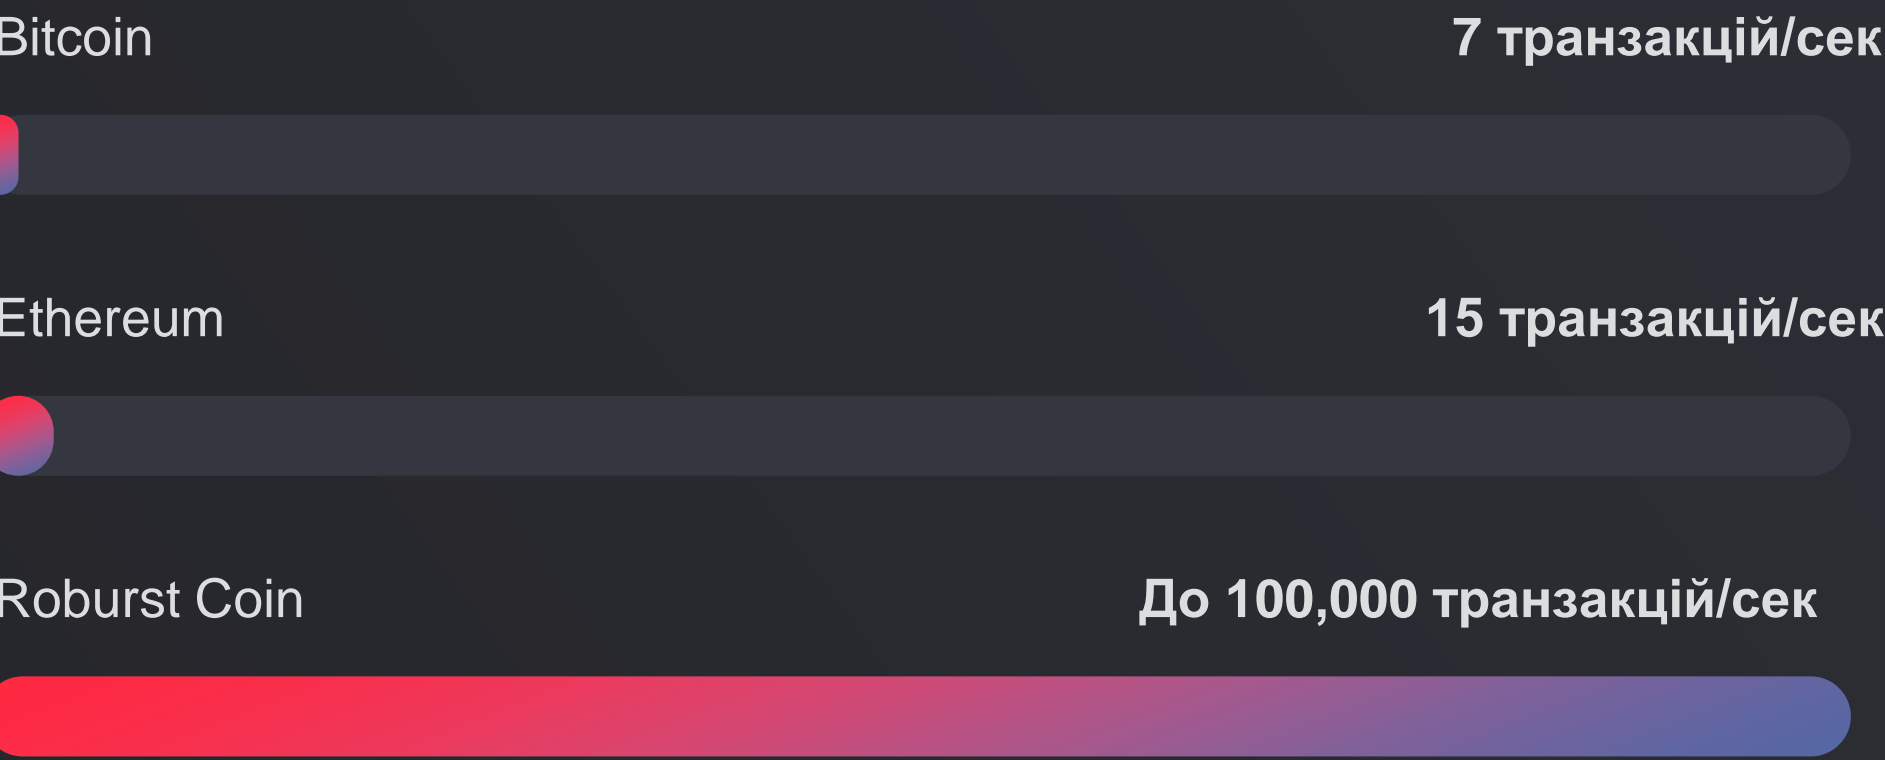 Bitcoin 7 транзакцій/сек
Ethereum 15 транзакцій/сек
Roburst Coin До 100,000 транзакцій/сек